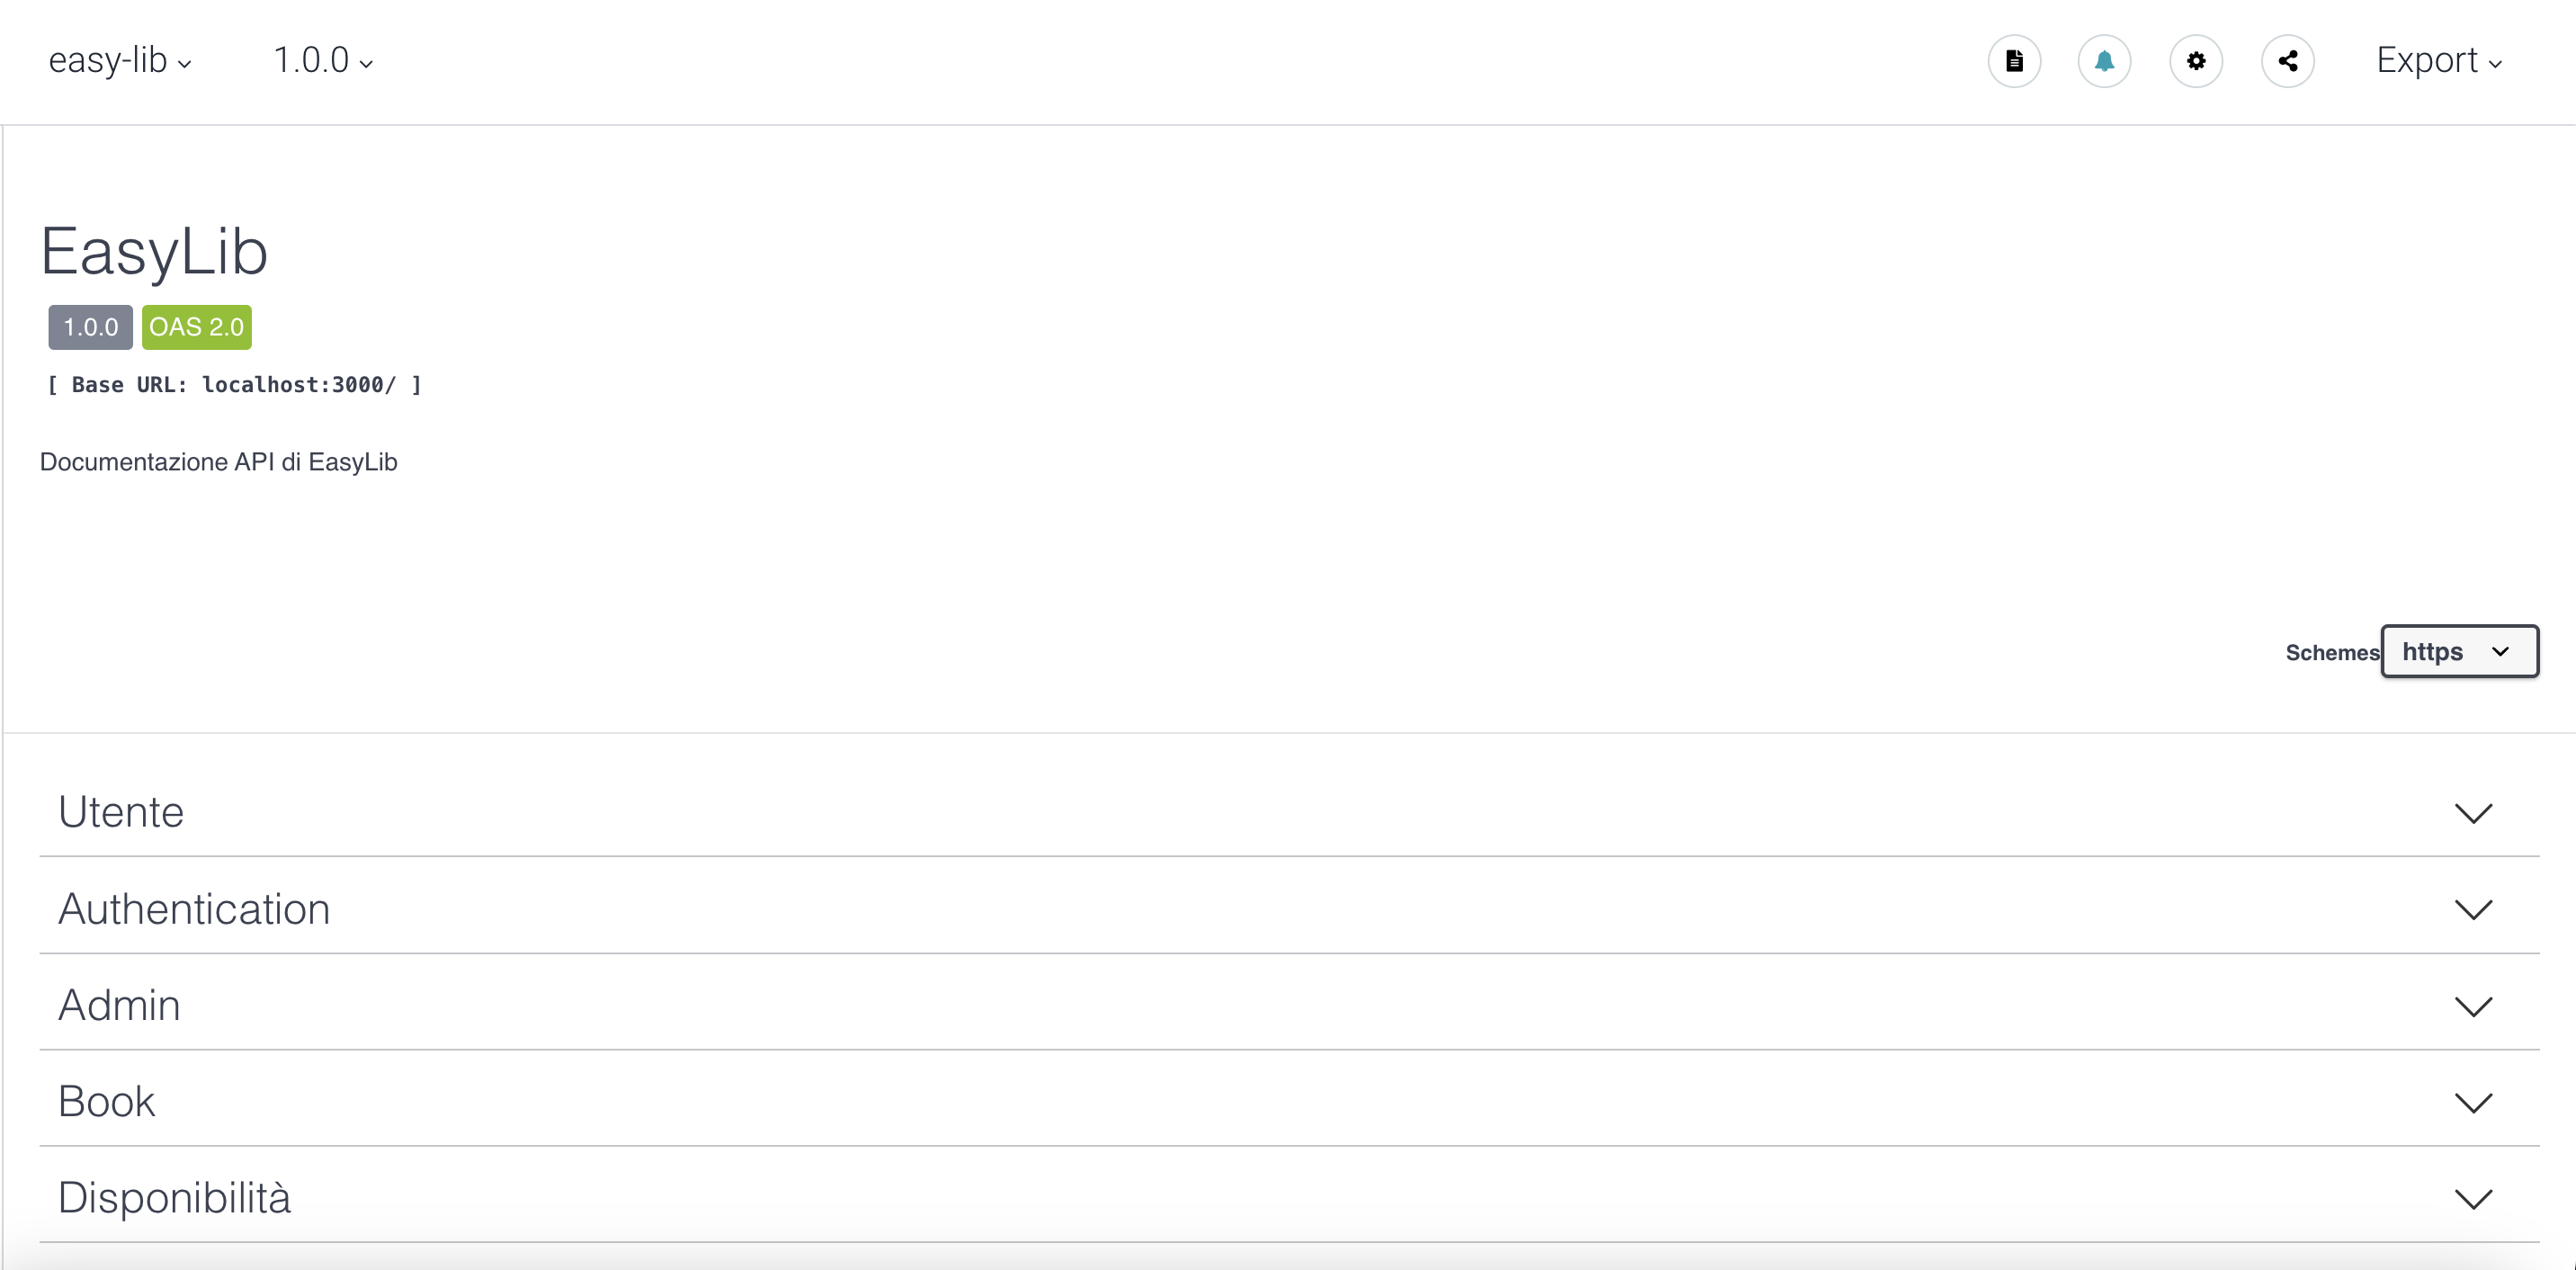 easy-lib 1.0.0 Export
EasyLib
1.0.0 OAS 2.0
[ Base URL: localhost:3000/ ]
Documentazione API di EasyLib
Schemes https
Utente
Authentication
Admin
Book
Disponibilità